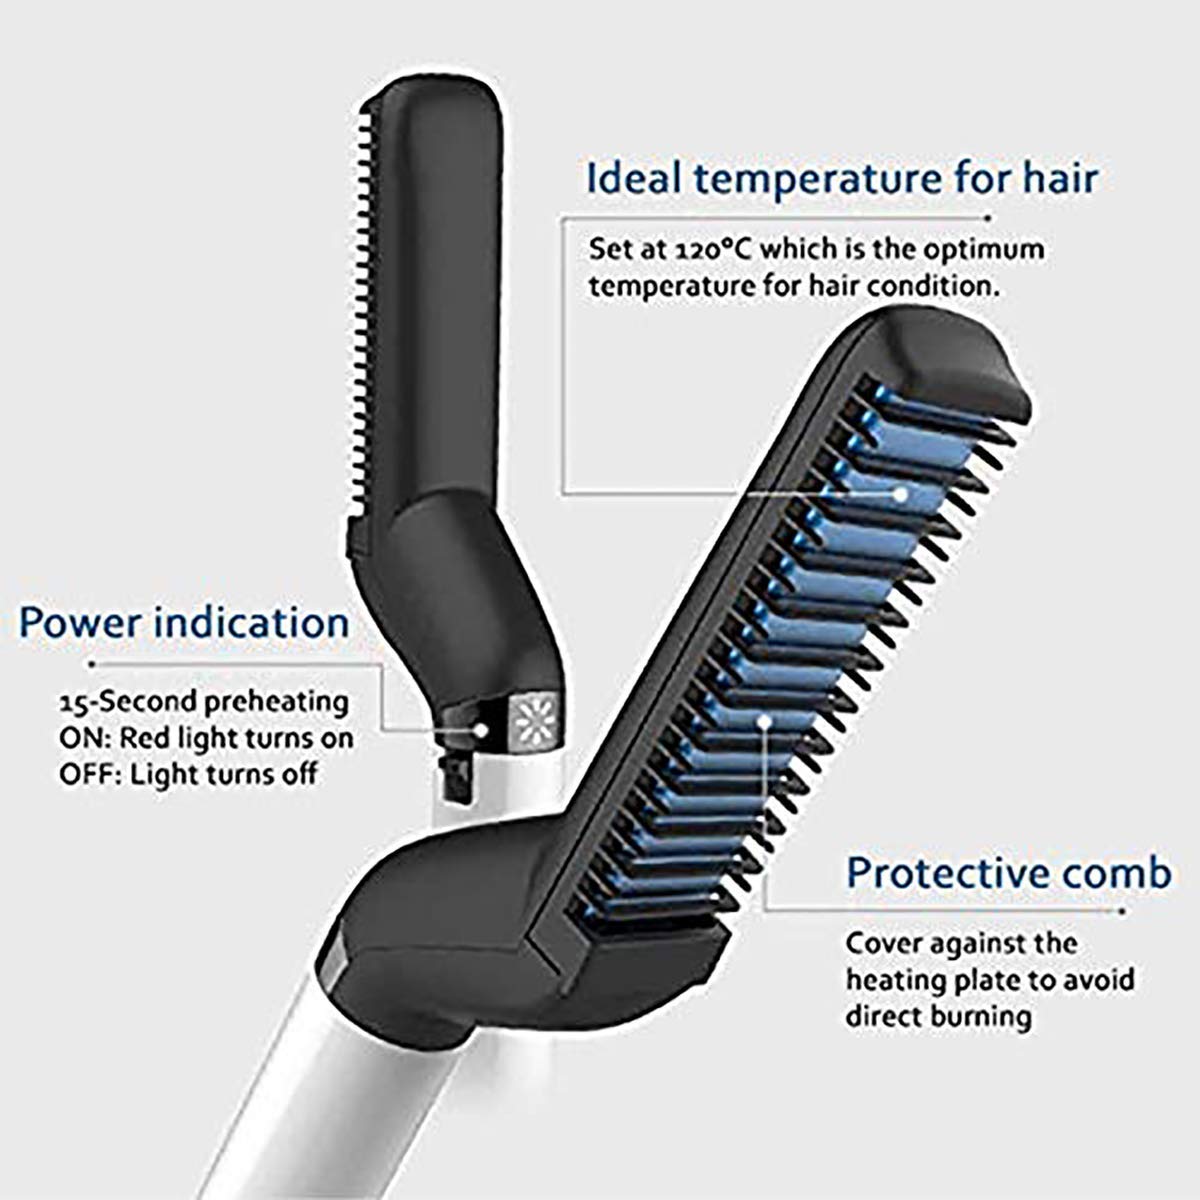 Ideal temperature for hair
Set at 120°C which is the optimum
temperature for hair condition.
Power indication
15-Second preheating
ON: Red light turns on
OFF: Light turns off
Protective comb
Cover against the
heating plate to avoid
direct burning